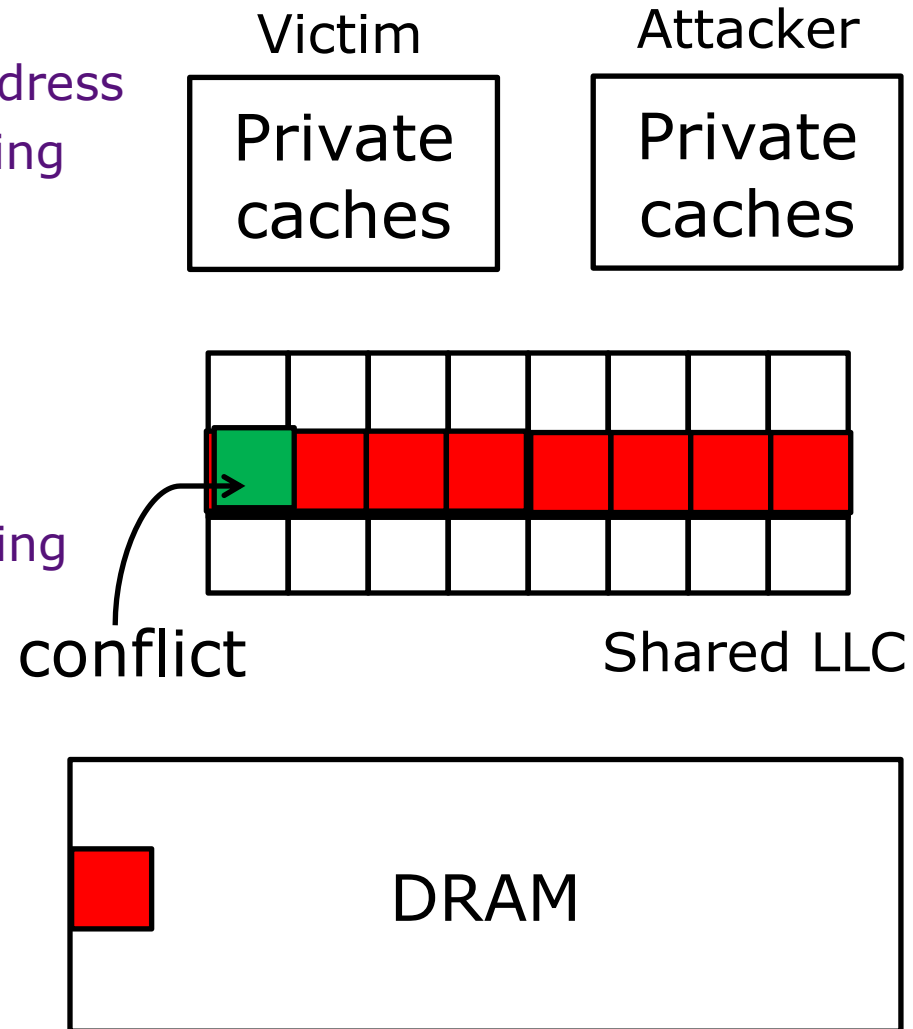 Victim
Attacker
dress
ing
Private
caches
Private
caches
ing
conflict
Shared LLC
DRAM